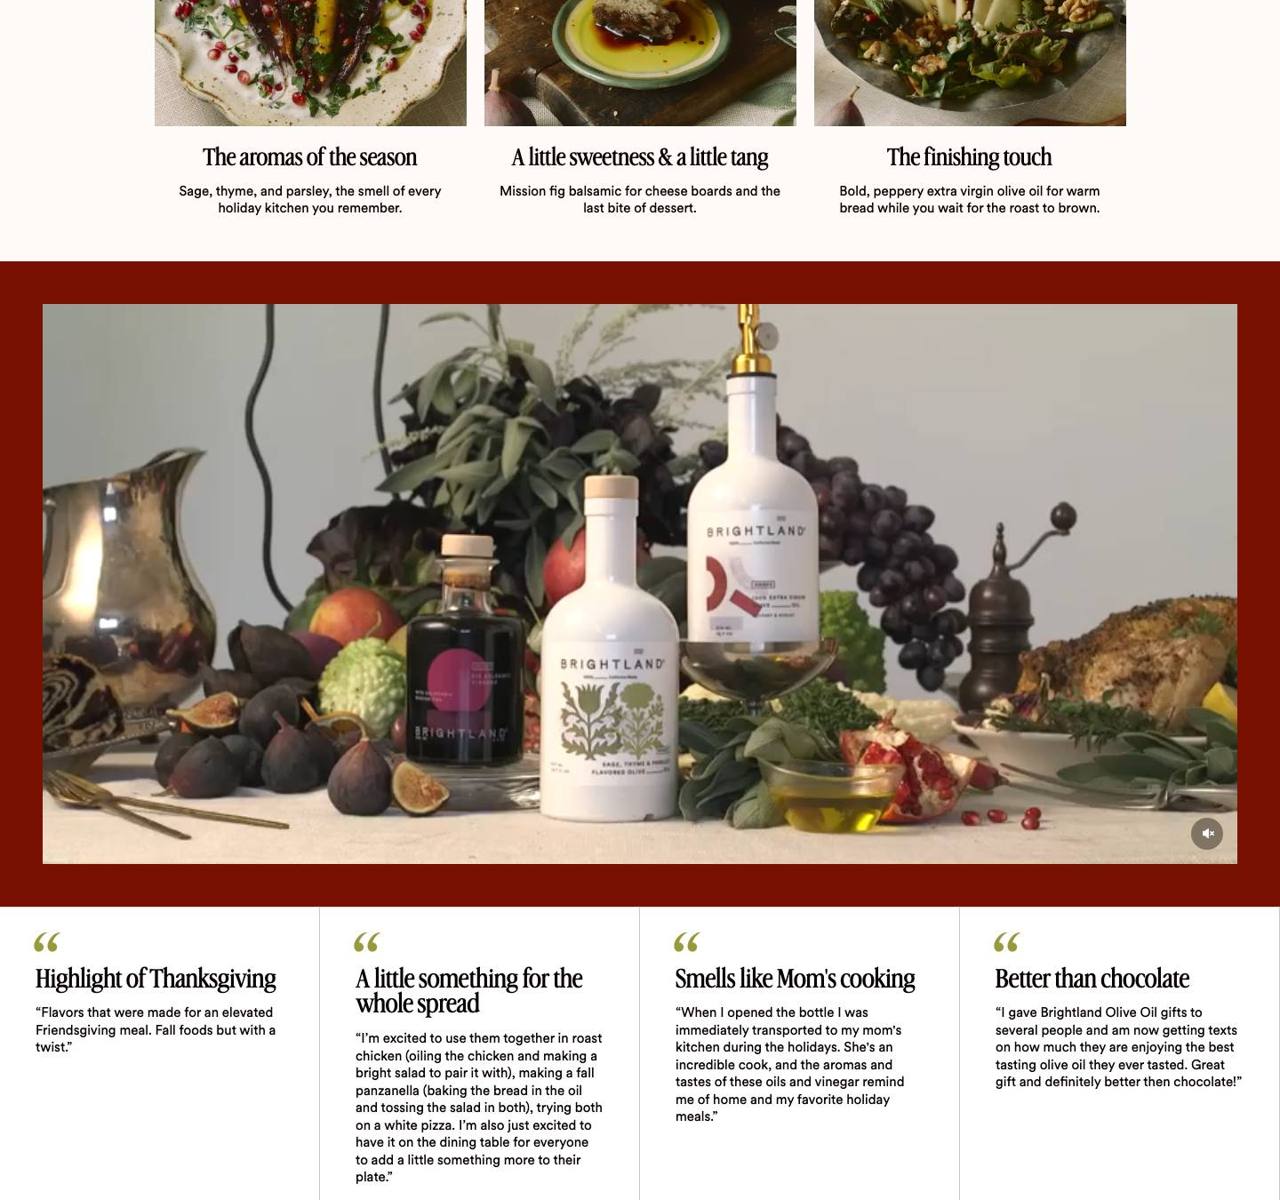 The aromas of the season
Sage, thyme, and parsley, the smell of every
holiday kitchen you remember.
A little sweetness & a little tang
Mission fig balsamic for cheese boards and the
last bite of dessert.
The finishing touch
Bold, peppery extra virgin olive oil for warm
bread while you wait for the roast to brown.
BRIGHTLAND
BRIGHTLAND
SAGE, THYME & PARSLEY
FLAVORED OLIVE OIL
BRIGHTLAND
100% EXTRA VIRGIN
“
Highlight of Thanksgiving
“Flavors that were made for an elevated
Friendsgiving meal. Fall foods but with a
twist.”
“
A little something for the
whole spread
“I’m excited to use them together in roast
chicken (oiling the chicken and making a
bright salad to pair it with), making a fall
panzanella (baking the bread in the oil
and tossing the salad in both), trying both
on a white pizza. I’m also just excited to
have it on the dining table for everyone
to add a little something more to their
plate.”
“
Smells like Mom's cooking
“When I opened the bottle I was
immediately transported to my mom's
kitchen during the holidays. She's an
incredible cook, and the aromas and
tastes of these oils and vinegar remind
me of home and my favorite holiday
meals.”
“
Better than chocolate
“I gave Brightland Olive Oil gifts to
several people and am now getting texts
on how much they are enjoying the best
tasting olive oil they ever tasted. Great
gift and definitely better then chocolate!”